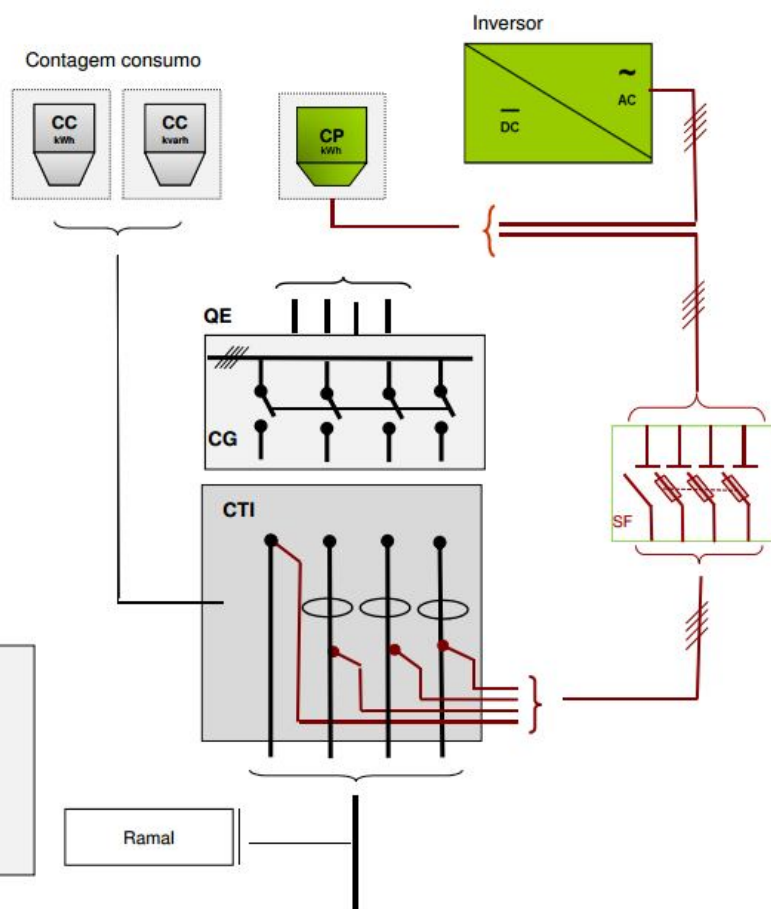 Inversor
Contagem consumo
CC
kWh
CC
kvarh
CP
kWh
~
AC
DC
QE
CG
CTI
SF
Ramal